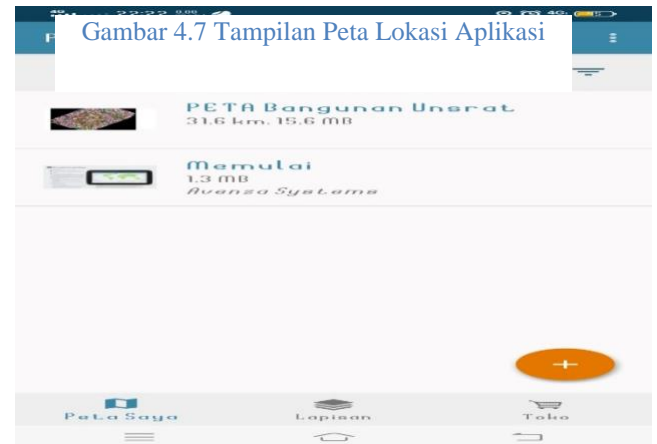 Gambar 4.7 Tampilan Peta Lokasi Aplikasi
PETA Bangunan Unsrat
31.6 km. 15.6 MB
Memulai
1.3 MB
Avenza Systems
Peta Saya
Lapisan
Toko